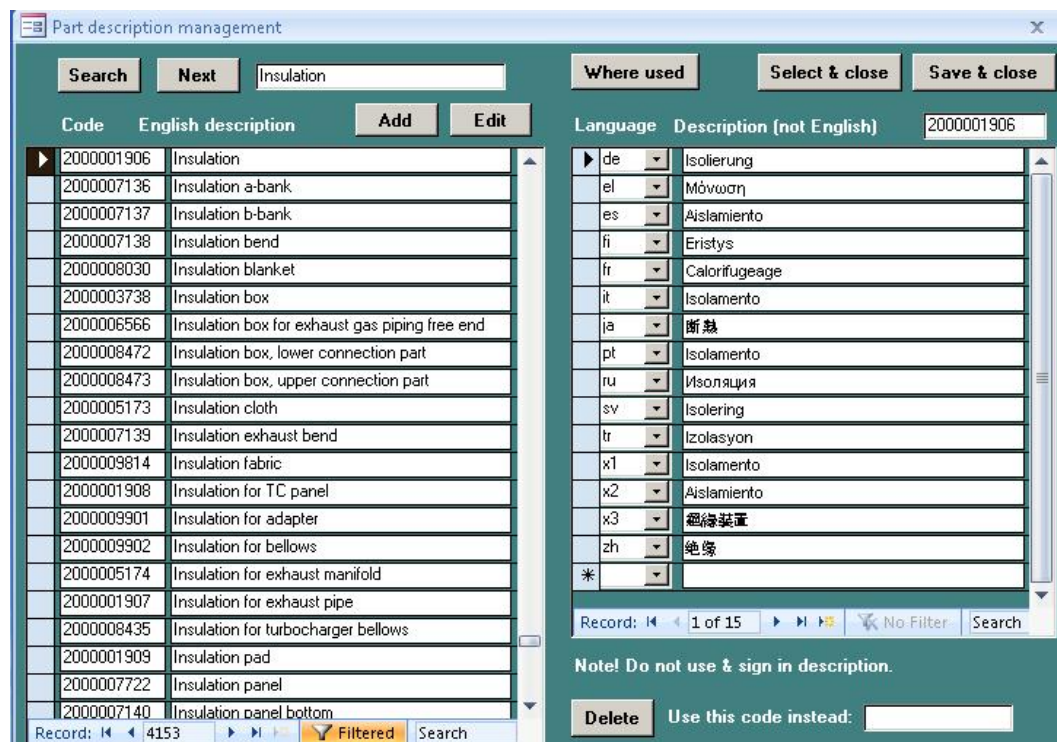 Part description management
Search Next Insulation Where used Select & close Save & close
Code English description Add Edit Language Description (not English) 2000001906
2000001906 Insulation
2000007136 Insulation a-bank
2000007137 Insulation b-bank
2000007138 Insulation bend
2000008030 Insulation blanket
2000003738 Insulation box
2000006566 Insulation box for exhaust gas piping free end
2000008472 Insulation box, lower connection part
2000008473 Insulation box, upper connection part
2000005173 Insulation cloth
2000007139 Insulation exhaust bend
2000009814 Insulation fabric
2000001908 Insulation for TC panel
2000009901 Insulation for adapter
2000009902 Insulation for bellows
2000005174 Insulation for exhaust manifold
2000001907 Insulation for exhaust pipe
2000008435 Insulation for turbocharger bellows
2000001909 Insulation pad
2000007722 Insulation panel
2000007140 Insulation panel bottom
Record: 4153 Filtered Search
de Isolierung
el Μόνωση
es Aislamiento
fi Eristys
fr Calorifugeage
it Isolamento
ja 断熱
pt Isolamento
ru Изоляция
sv Isolering
tr Izolasyon
x1 Isolamento
x2 Aislamiento
x3 絕緣裝置
zh 绝缘
*
Record: 1 of 15 No Filter Search
Note! Do not use & sign in description.
Delete Use this code instead: